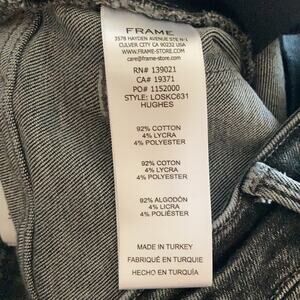 FRAME
3578 HAYDEN AVENUE STE N-1
CULVER CITY CA 90232 USA
WWW.FRAME-STORE.COM
care@frame-store.com
RN# 139021
CA# 19371
PO# 1152000
STYLE: LOSKC631
HUGHES
92% COTTON
4% LYCRA
4% POLYESTER
92% COTON
4% LYCRA
4% POLYESTER
92% ALGODÓN
4% LICRA
4% POLIÉSTER
MADE IN TURKEY
FABRIQUÉ EN TURQUIE
HECHO EN TURQUÍA